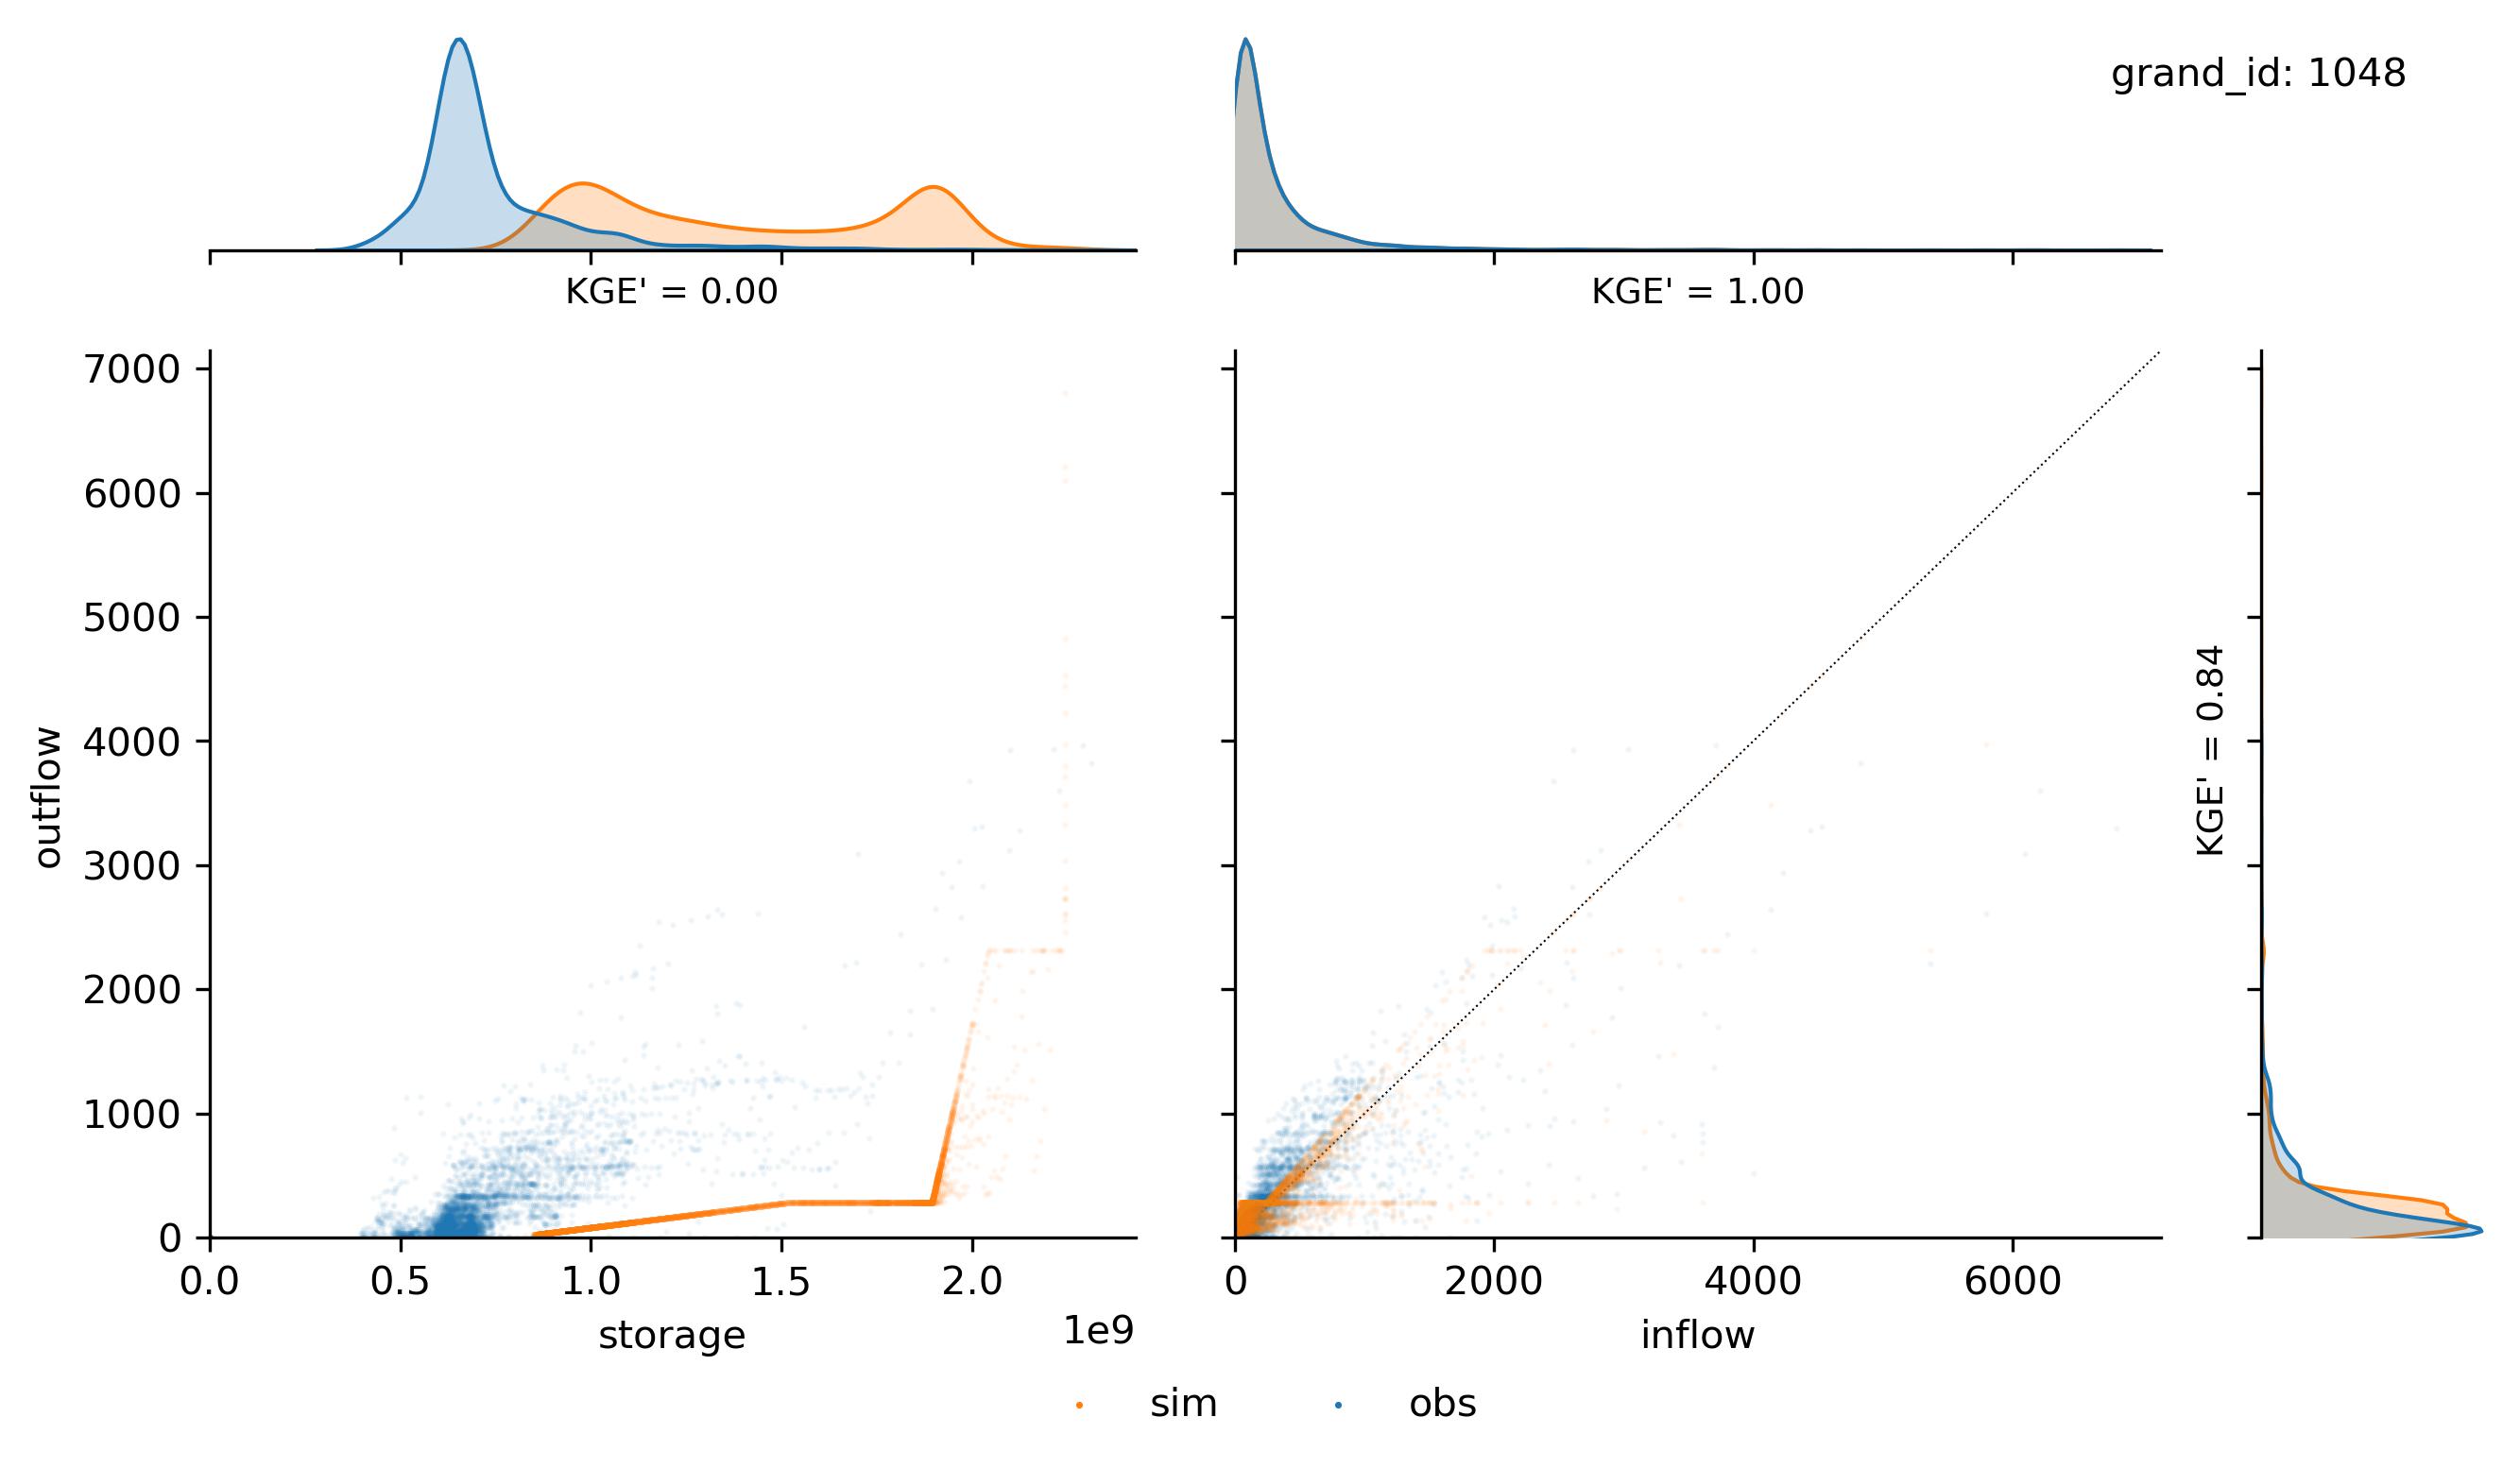 grand_id: 1048
KGE' = 0.00
KGE' = 1.00
7000
6000
5000
4000
3000
2000
1000
0
outflow
KGE' = 0.84
0.0 0.5 1.0 1.5 2.0
0 2000 4000 6000
1e9
storage
inflow
sim
obs